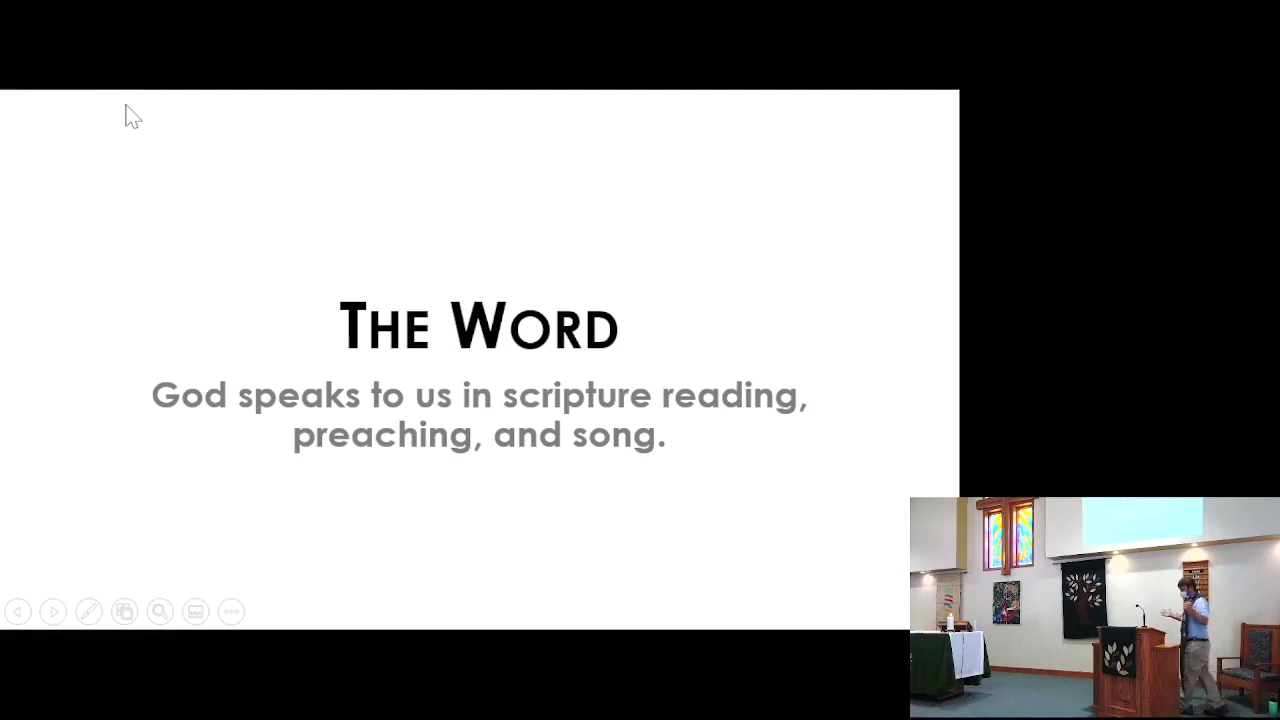 THE WORD
God speaks to us in scripture reading,
preaching, and song.